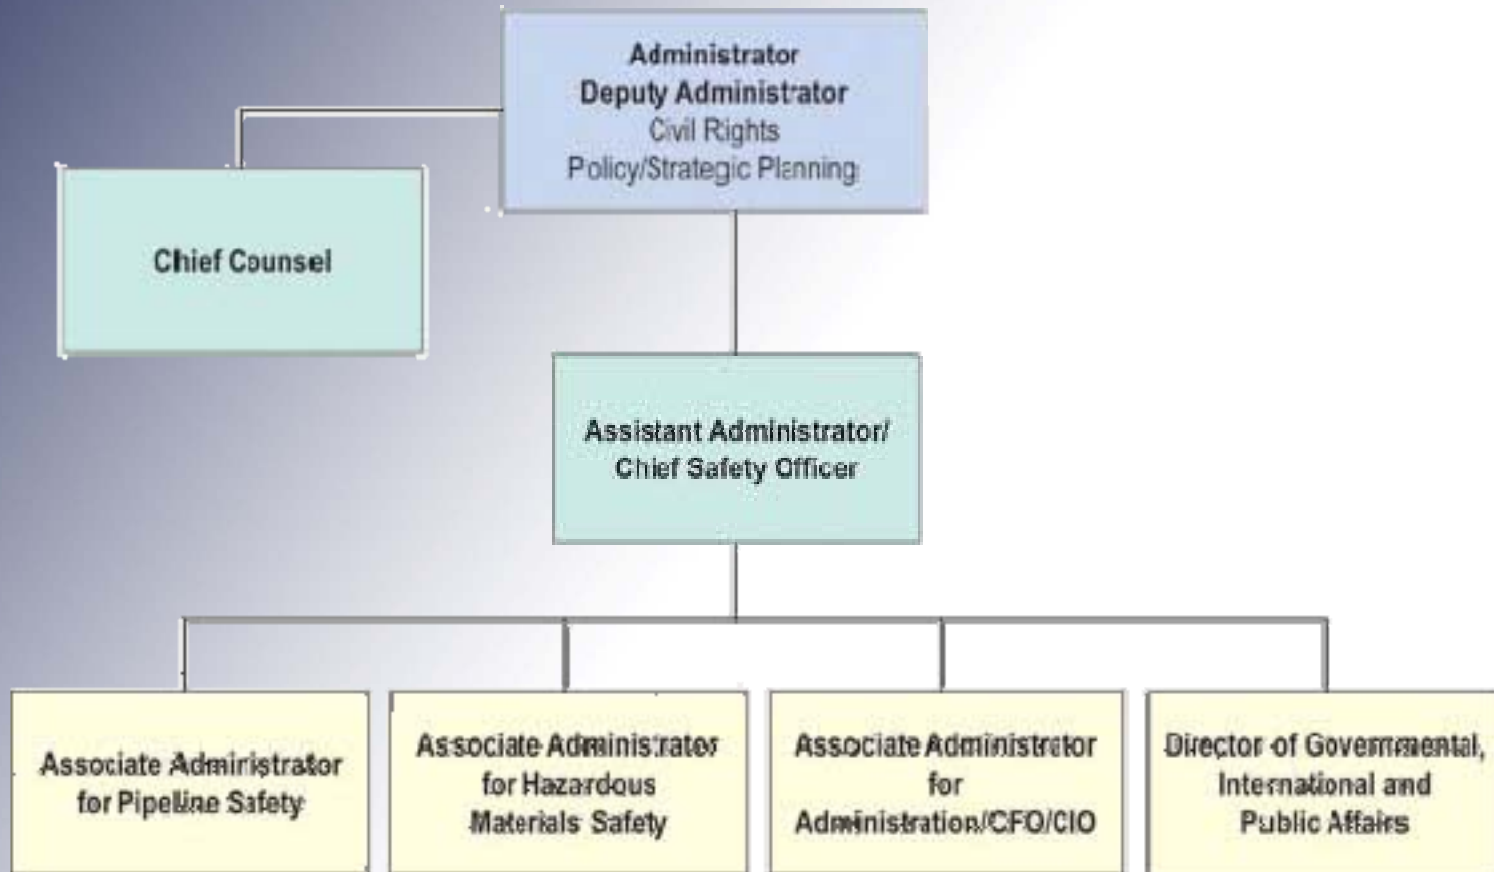 Administrator
Deputy Administrator
Civil Rights
Policy/Strategic Planning
Chief Counsel
Assistant Administrator/
Chief Safety Officer
Associate Administrator
for Pipeline Safety
Associate Administrator
for Hazardous
Materials Safety
Associate Administrator
for
Administration/CFO/CIO
Director of Governmental,
International and
Public Affairs